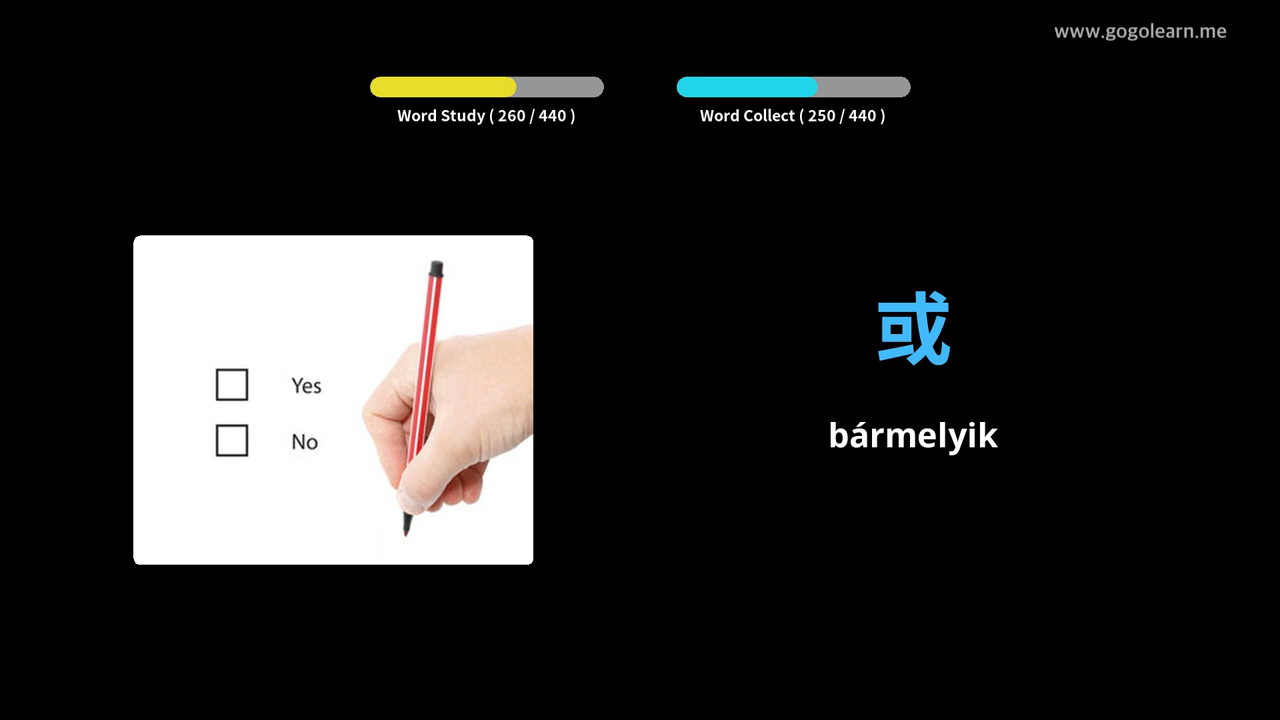 www.gogolearn.me
Word Study ( 260 / 440 )
Word Collect ( 250 / 440 )
Yes
No
或
bármelyik